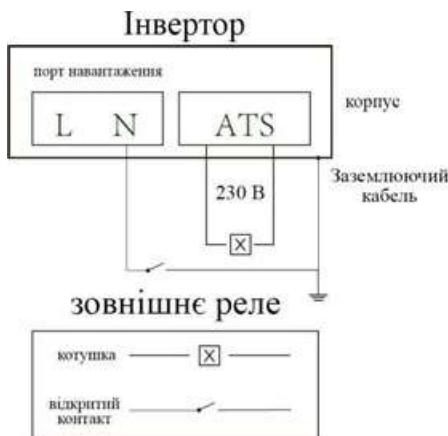 Інвертор
порт навантаження
L N
ATS
корпус
230 В
Заземлюючий
кабель
X
зовнішнє реле
котушка
X
відкритий
контакт